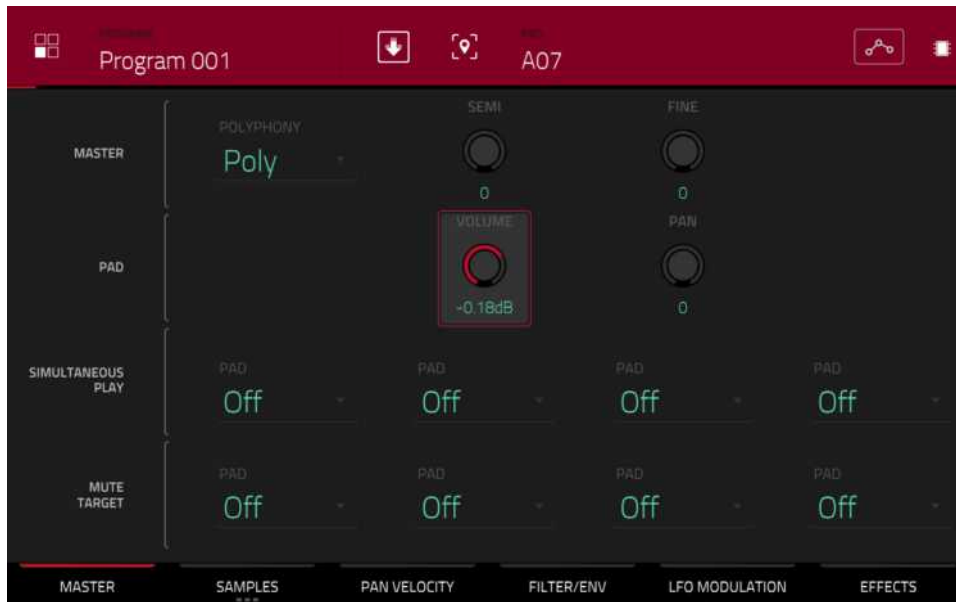 PROGRAM
Program 001
PAD
A07
MASTER
POLYPHONY
Poly
SEMI
0
FINE
0
PAD
VOLUME
-0.18dB
PAN
0
SIMULTANEOUS
PLAY
PAD
Off
PAD
Off
PAD
Off
PAD
Off
MUTE
TARGET
PAD
Off
PAD
Off
PAD
Off
PAD
Off
MASTER
SAMPLES
PAN VELOCITY
FILTER/ENV
LFO MODULATION
EFFECTS